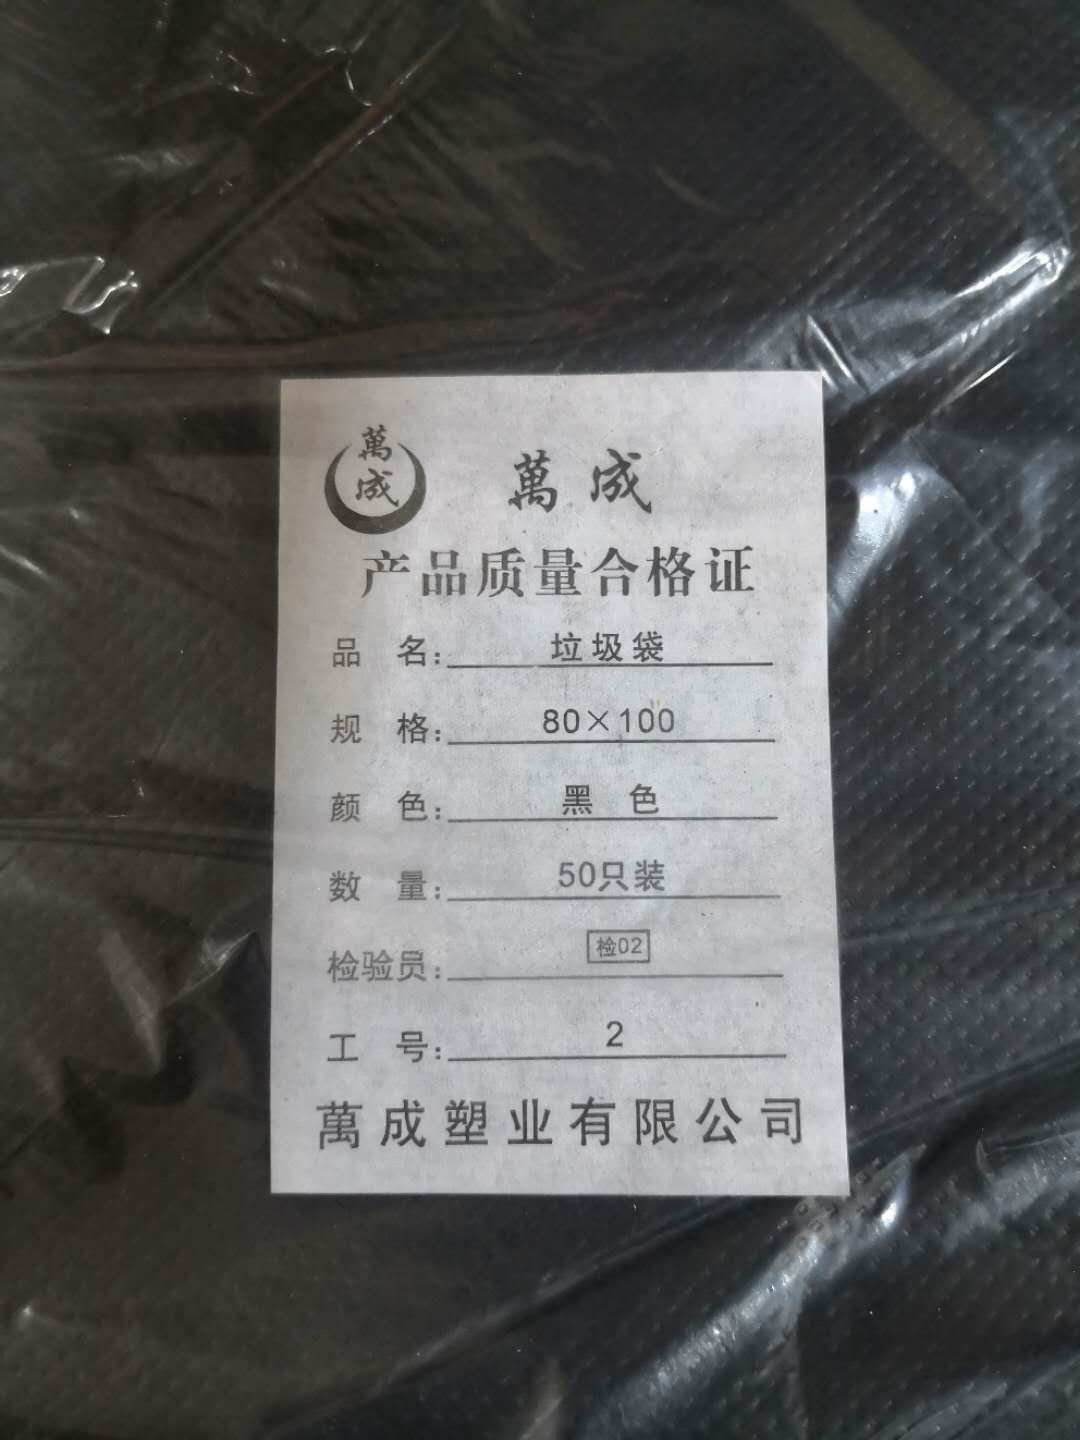 萬成
萬成
产品质量合格证
品 名：垃圾袋
规 格：80×100
颜 色：黑 色
数 量：50只装
检验员：检02
工 号：2
萬成塑业有限公司